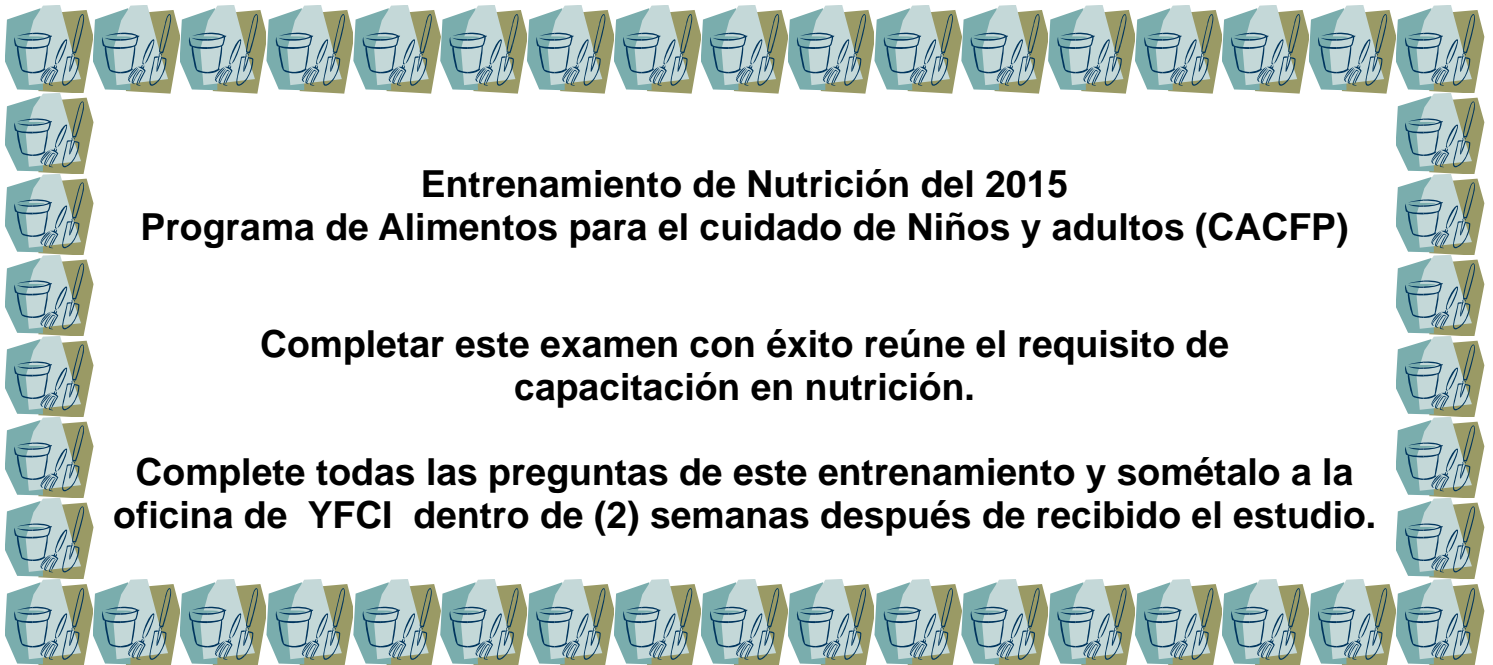 Entrenamiento de Nutrición del 2015
Programa de Alimentos para el cuidado de Niños y adultos (CACFP)
Completar este examen con éxito reúne el requisito de
capacitación en nutrición.
Complete todas las preguntas de este entrenamiento y sométalo a la
oficina de YFCI dentro de (2) semanas después de recibido el estudio.